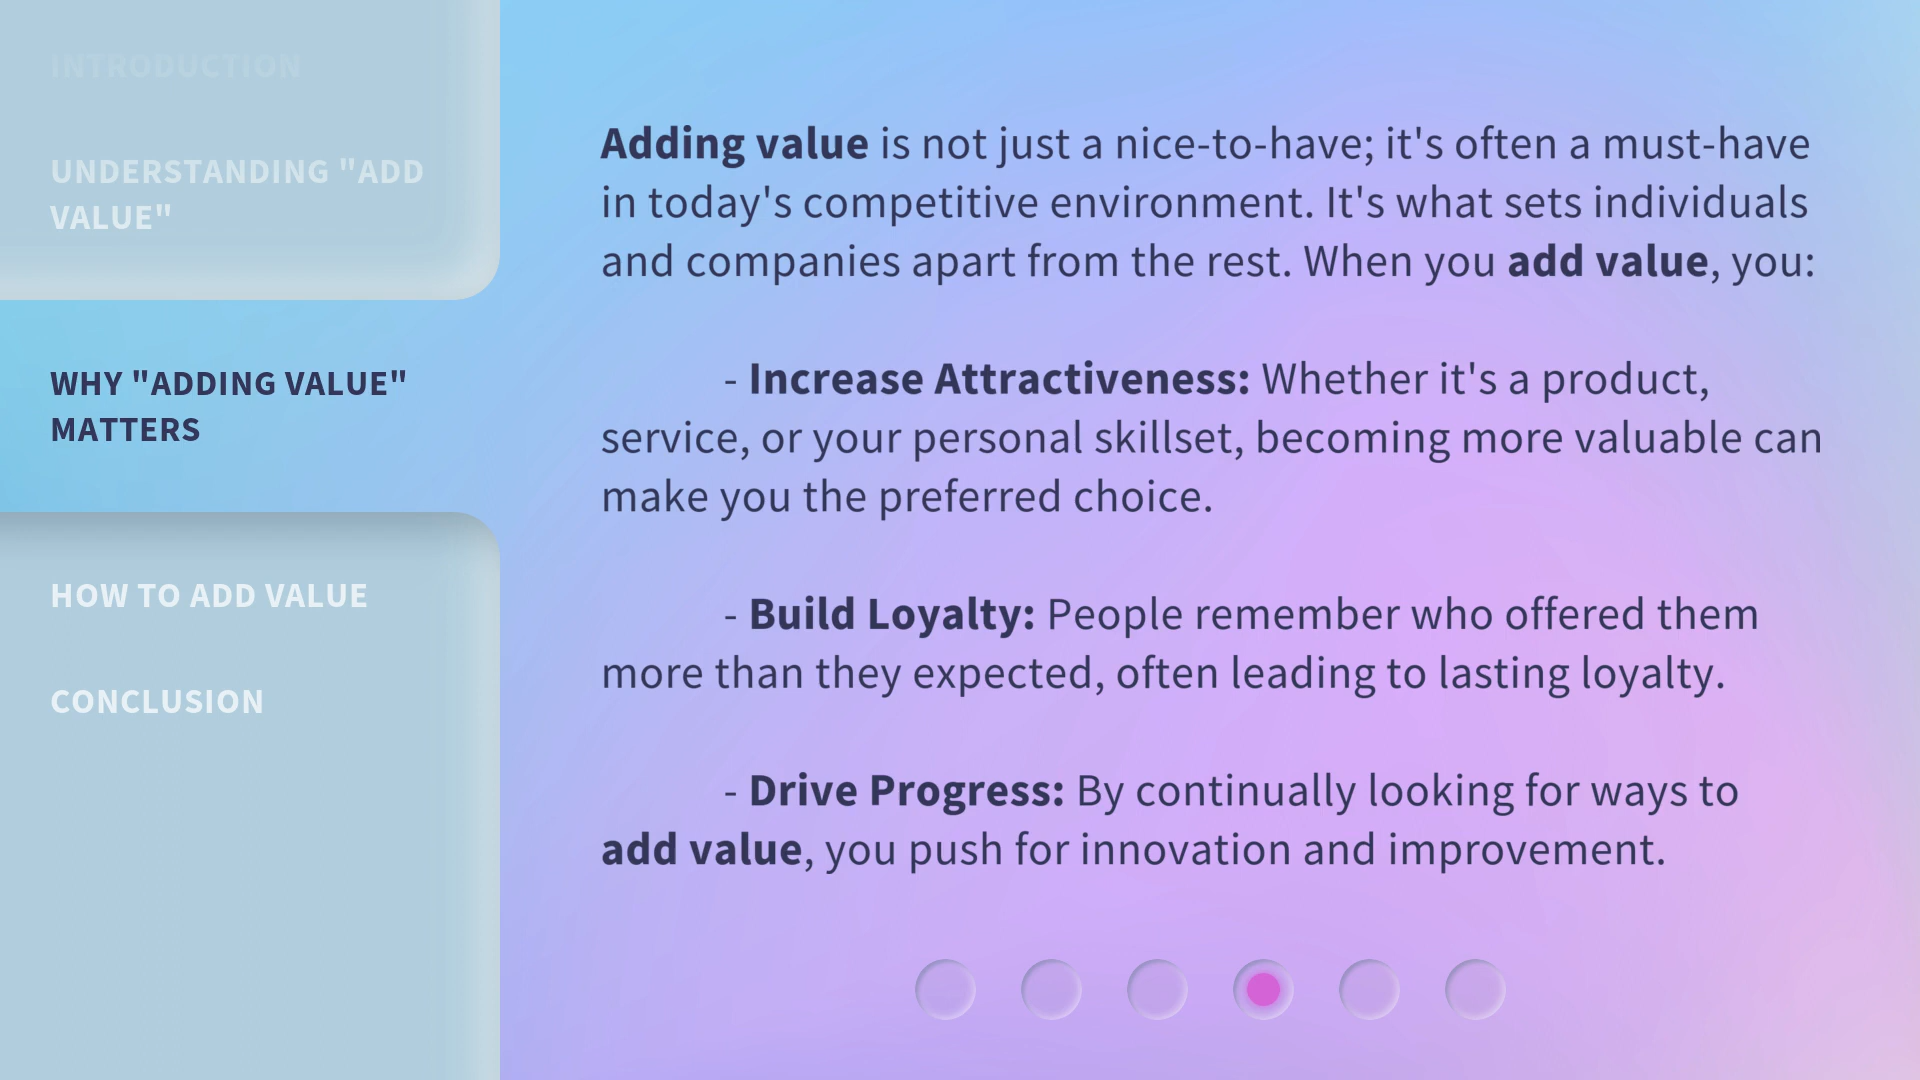 INTRODUCTION
UNDERSTANDING "ADD
VALUE"
WHY "ADDING VALUE"
MATTERS
HOW TO ADD VALUE
CONCLUSION
Adding value is not just a nice-to-have; it's often a must-have
in today's competitive environment. It's what sets individuals
and companies apart from the rest. When you add value, you:
- Increase Attractiveness: Whether it's a product,
service, or your personal skillset, becoming more valuable can
make you the preferred choice.
- Build Loyalty: People remember who offered them
more than they expected, often leading to lasting loyalty.
- Drive Progress: By continually looking for ways to
add value, you push for innovation and improvement.